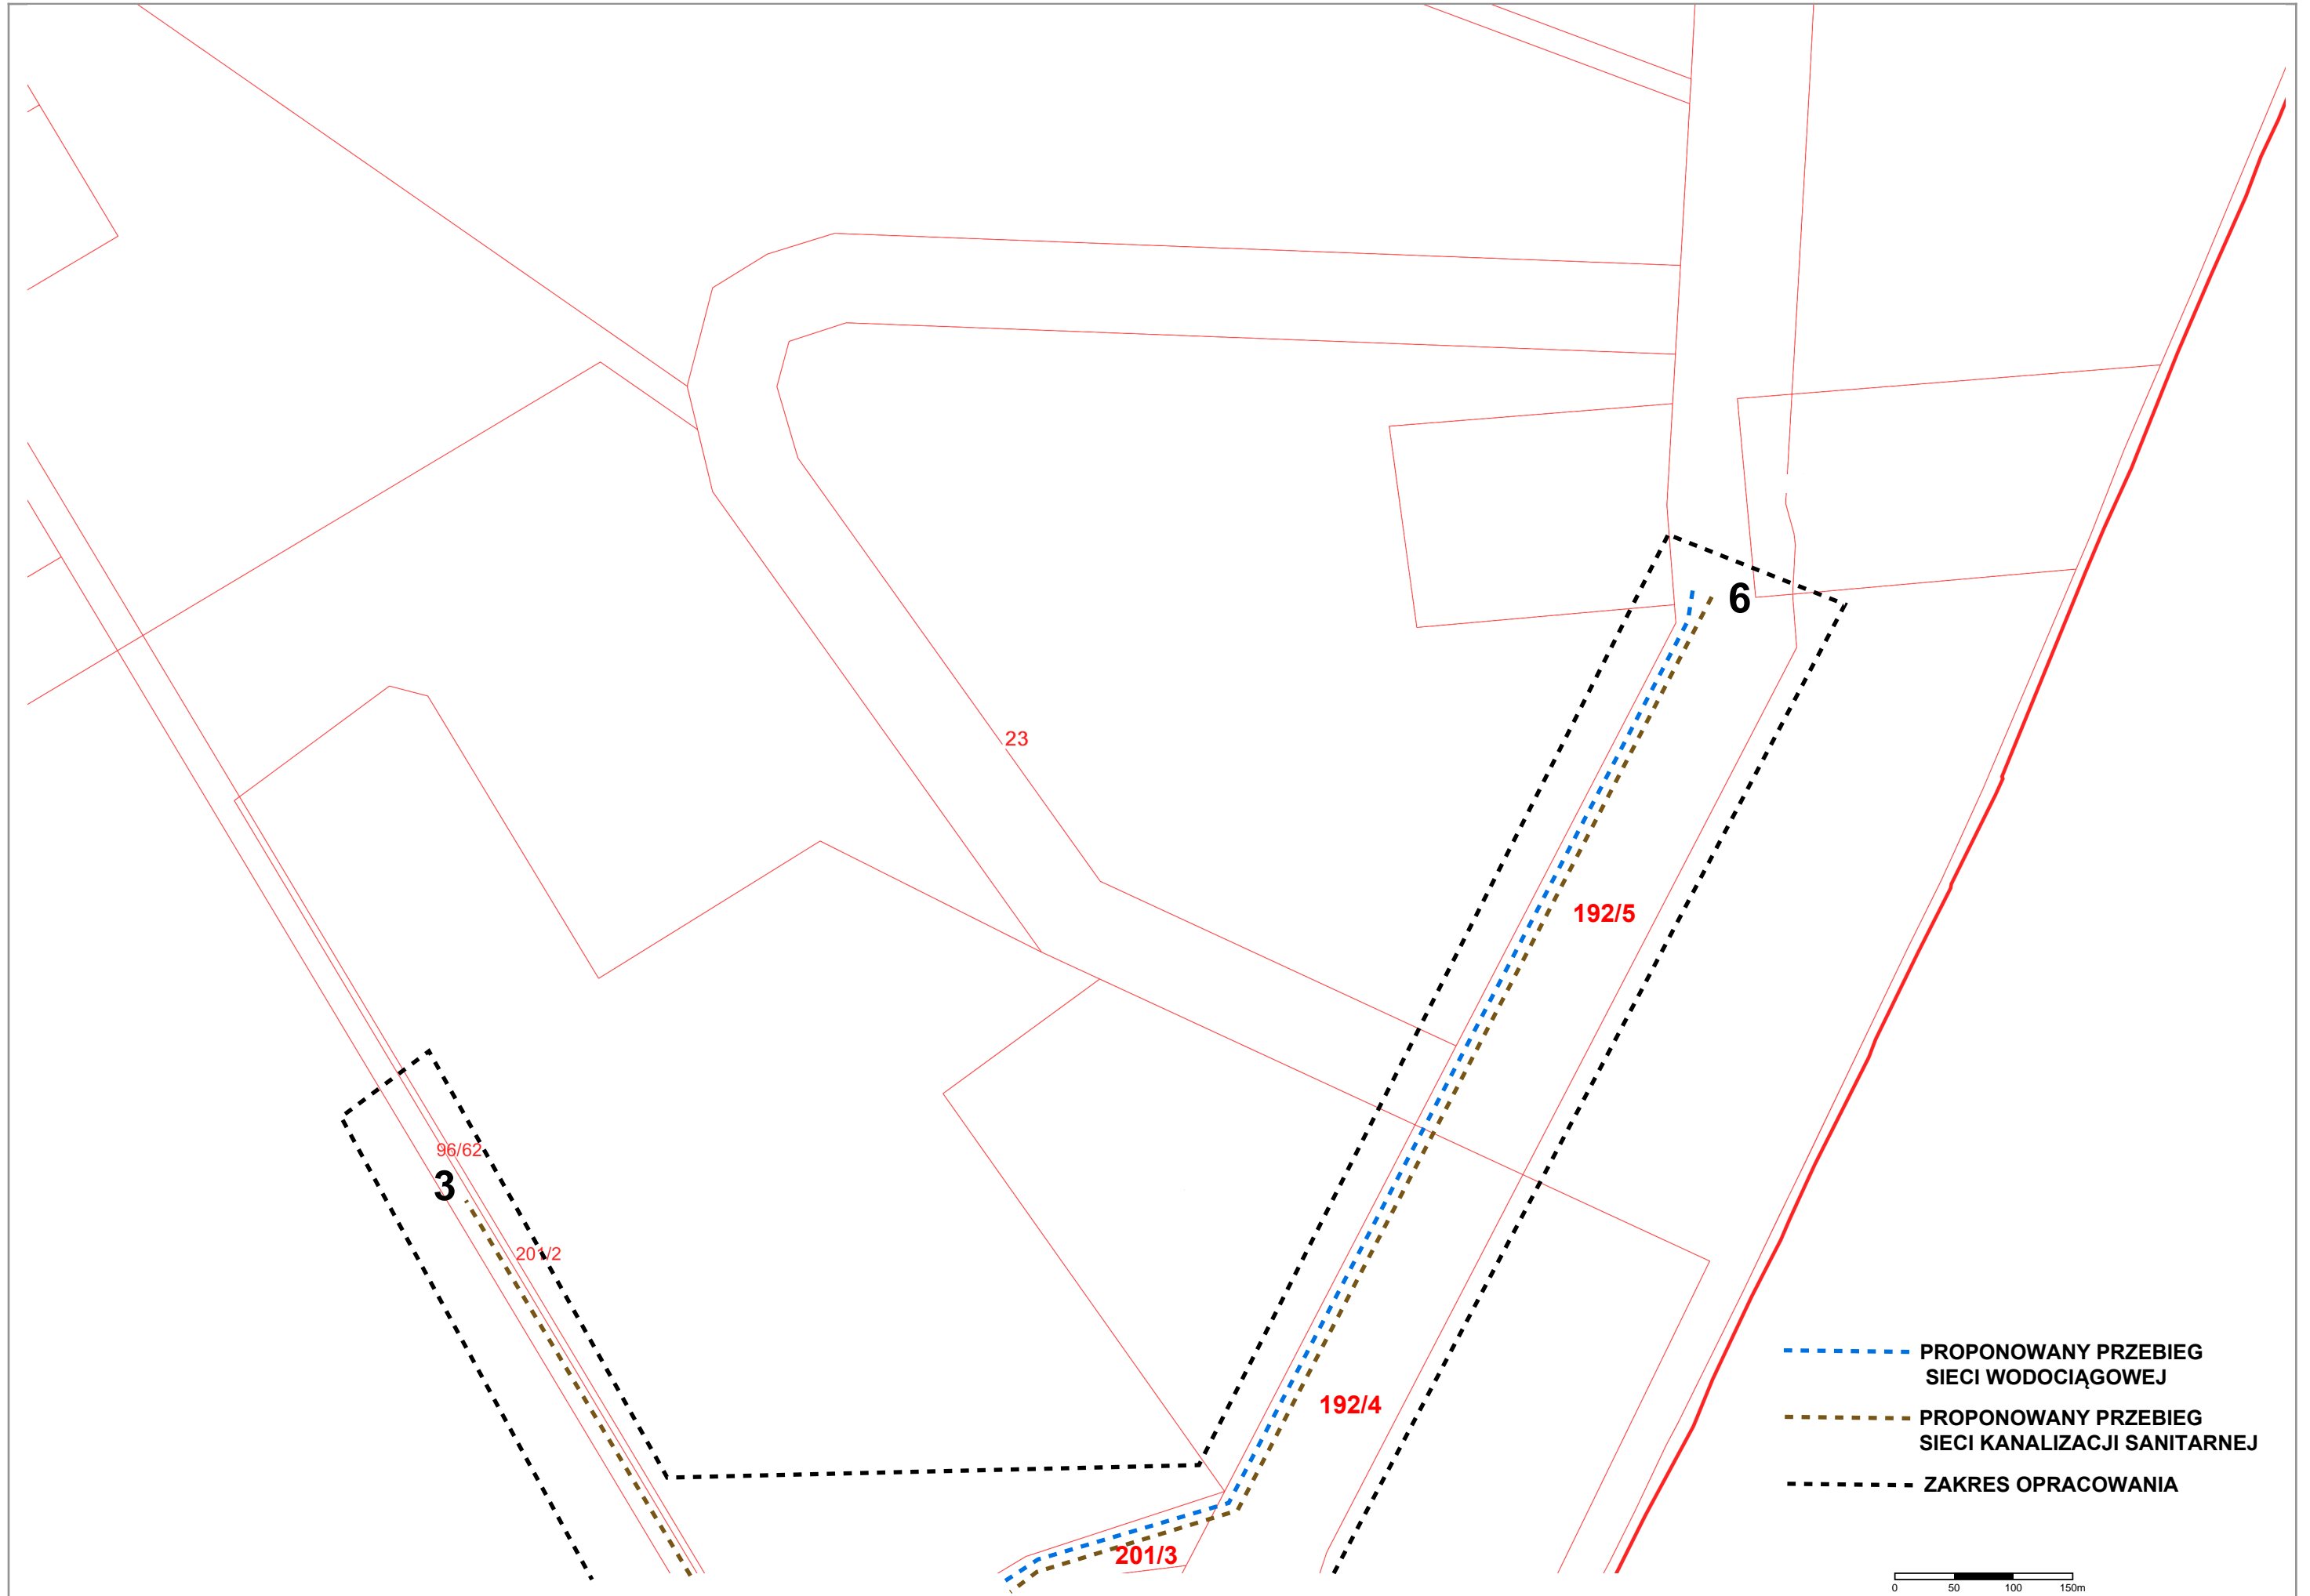 6
23
192/5
96/62
3
201/2
192/4
201/3
PROPONOWANY PRZEBIEG
SIECI WODOCIĄGOWEJ
PROPONOWANY PRZEBIEG
SIECI KANALIZACJI SANITARNEJ
ZAKRES OPRACOWANIA
0 50 100 150m